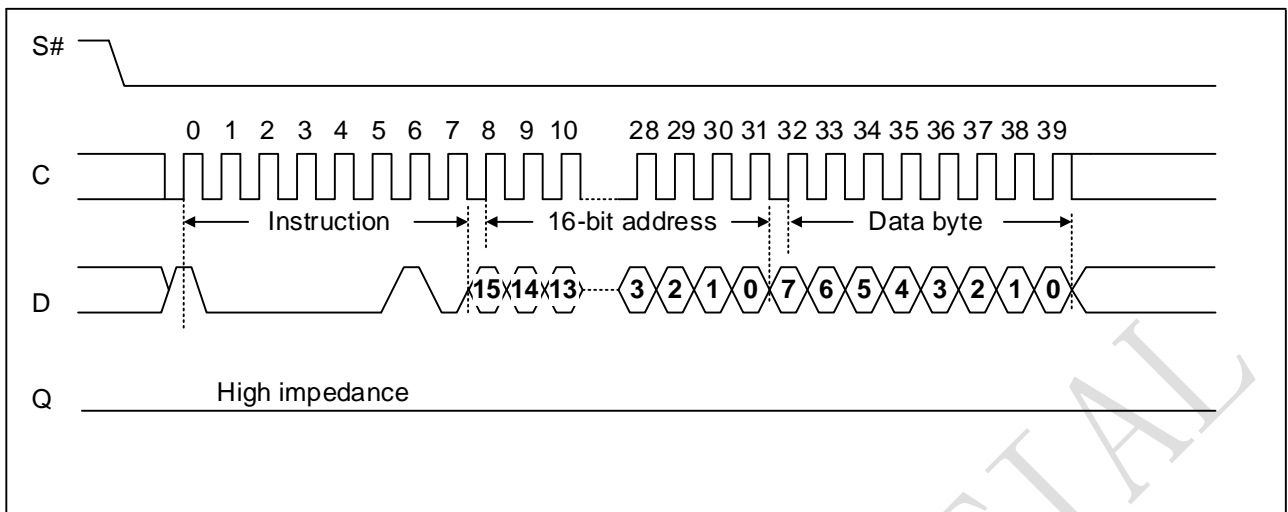 S#
0 1 2 3 4 5 6 7 8 9 10 28 29 30 31 32 33 34 35 36 37 38 39
C
Instruction 16-bit address Data byte
15 14 13 3 2 1 0 7 6 5 4 3 2 1 0
D
High impedance
Q